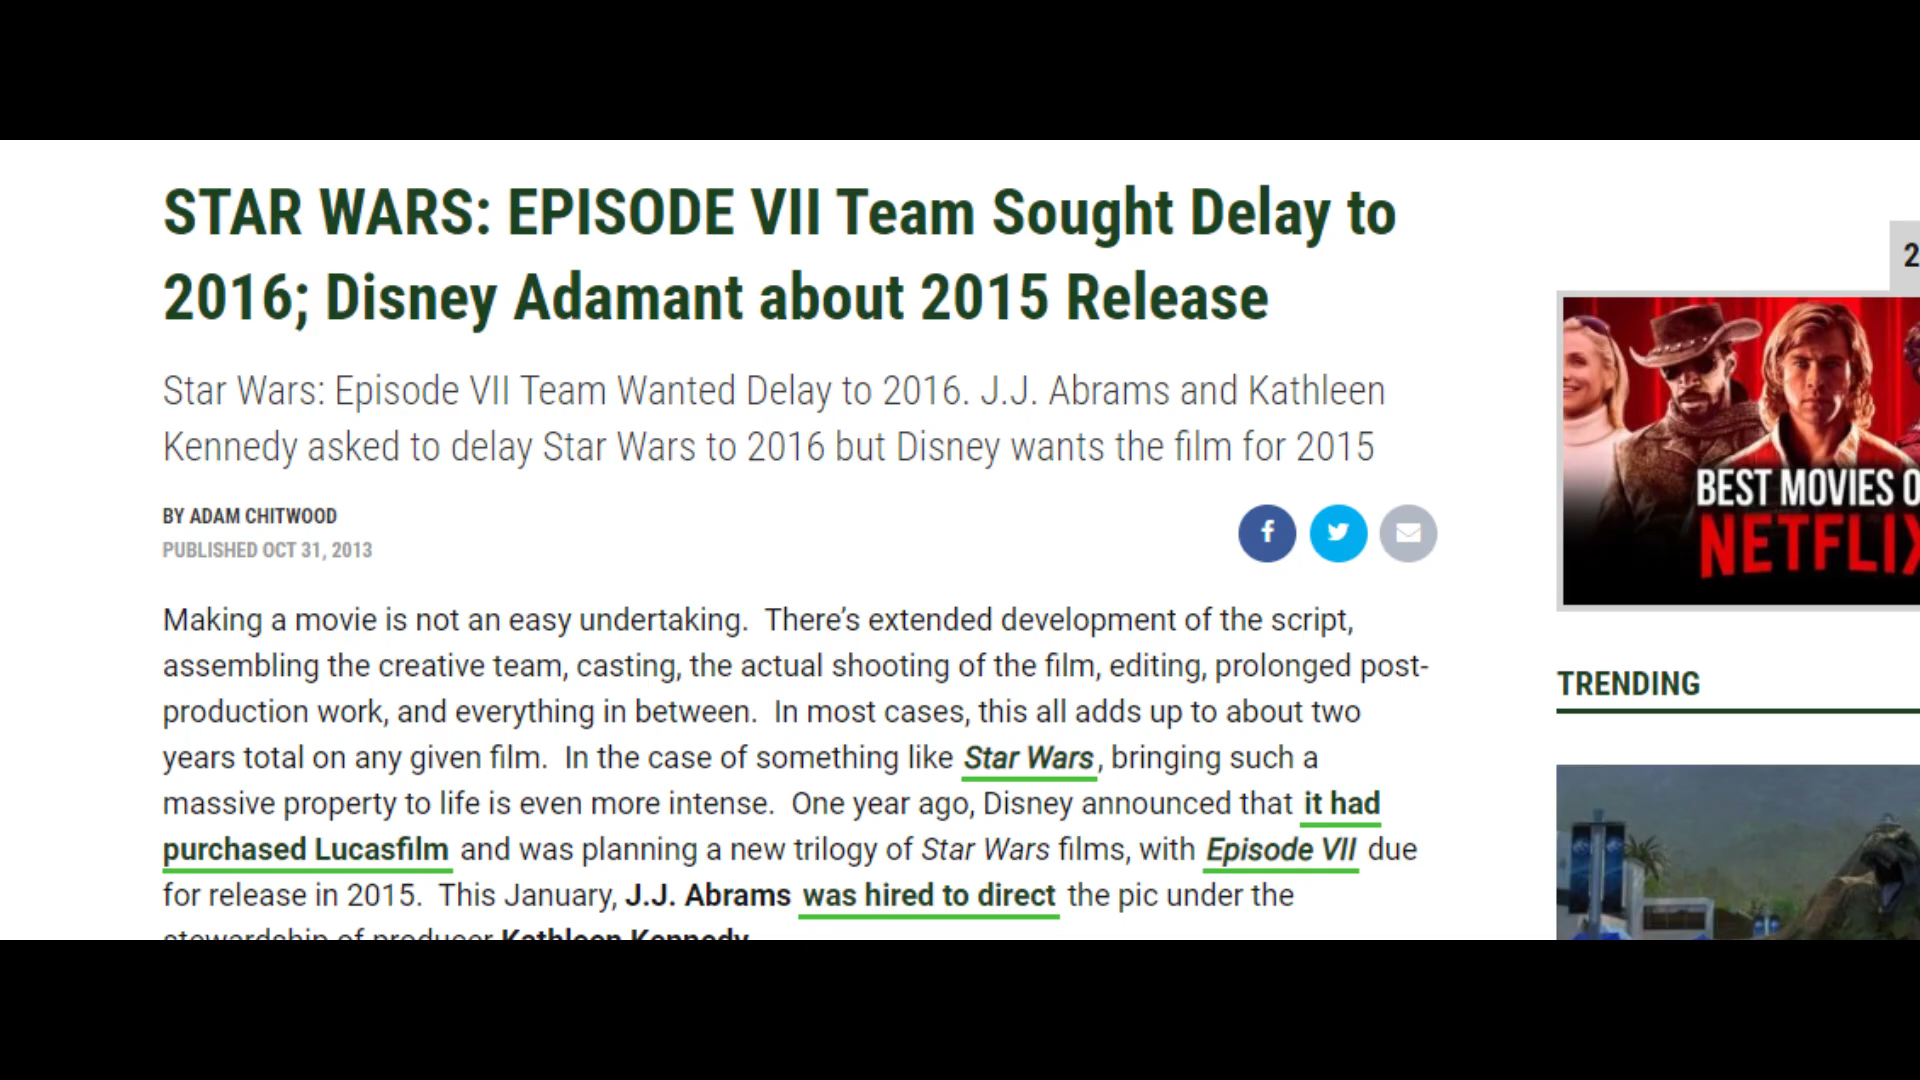 STAR WARS: EPISODE VII Team Sought Delay to
2016; Disney Adamant about 2015 Release
Star Wars: Episode VII Team Wanted Delay to 2016. J.J. Abrams and Kathleen
Kennedy asked to delay Star Wars to 2016 but Disney wants the film for 2015
BY ADAM CHITWOOD
PUBLISHED OCT 31, 2013
Making a movie is not an easy undertaking.  There’s extended development of the script,
assembling the creative team, casting, the actual shooting of the film, editing, prolonged post-
production work, and everything in between.  In most cases, this all adds up to about two
years total on any given film.  In the case of something like Star Wars, bringing such a
massive property to life is even more intense.  One year ago, Disney announced that it had
purchased Lucasfilm and was planning a new trilogy of Star Wars films, with Episode VII due
for release in 2015.  This January, J.J. Abrams was hired to direct the pic under the
stewardship of producer Kathleen Kennedy
2
BEST MOVIES O
NETFLIX
TRENDING